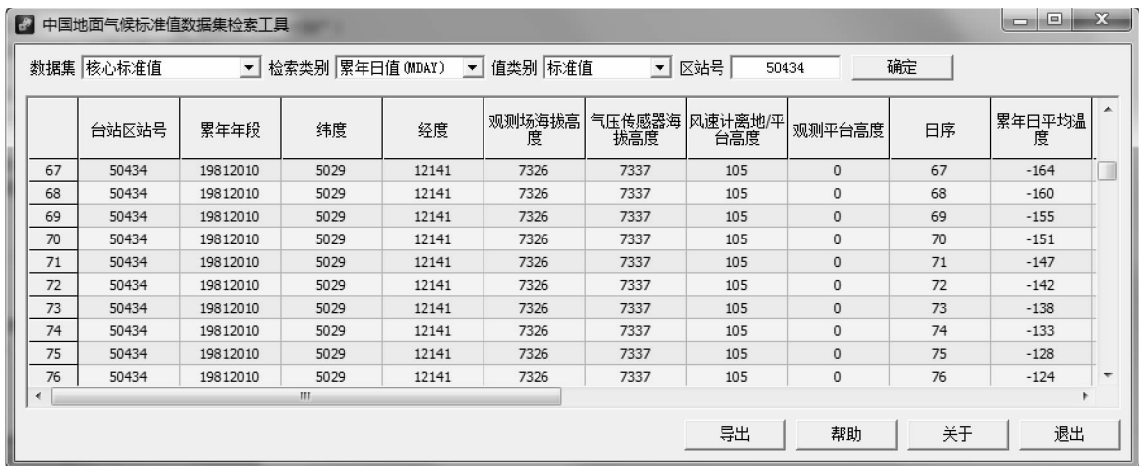 中国地面气候标准值数据集检索工具
数据集 核心标准值 检索类别 累年日值(MDAY) 值类别 标准值 区站号 50434 确定
台站区站号 累年年段 纬度 经度 观测场海拔高度 气压传感器海拔高度 风速计离地/平台高度 观测平台高度 日序 累年日平均温度
67 50434 19812010 5029 12141 7326 7337 105 0 67 -164
68 50434 19812010 5029 12141 7326 7337 105 0 68 -160
69 50434 19812010 5029 12141 7326 7337 105 0 69 -155
70 50434 19812010 5029 12141 7326 7337 105 0 70 -151
71 50434 19812010 5029 12141 7326 7337 105 0 71 -147
72 50434 19812010 5029 12141 7326 7337 105 0 72 -142
73 50434 19812010 5029 12141 7326 7337 105 0 73 -138
74 50434 19812010 5029 12141 7326 7337 105 0 74 -133
75 50434 19812010 5029 12141 7326 7337 105 0 75 -128
76 50434 19812010 5029 12141 7326 7337 105 0 76 -124
导出 帮助 关于 退出